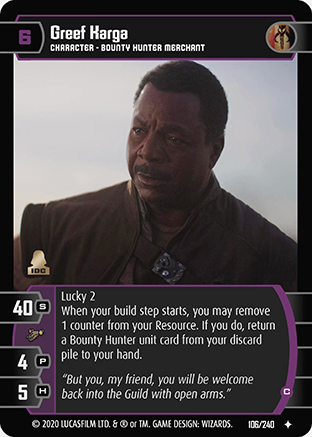 6 Greef Karga
CHARACTER - BOUNTY HUNTER MERCHANT
IDC
40 S
4 P
5 H
Lucky 2
When your build step starts, you may remove
1 counter from your Resource. If you do, return
a Bounty Hunter unit card from your discard
pile to your hand.
"But you, my friend, you will be welcome
back into the Guild with open arms."
C
© 2020 LUCASFILM LTD. & ® OR TM. GAME DESIGN: WIZARDS. 106/240